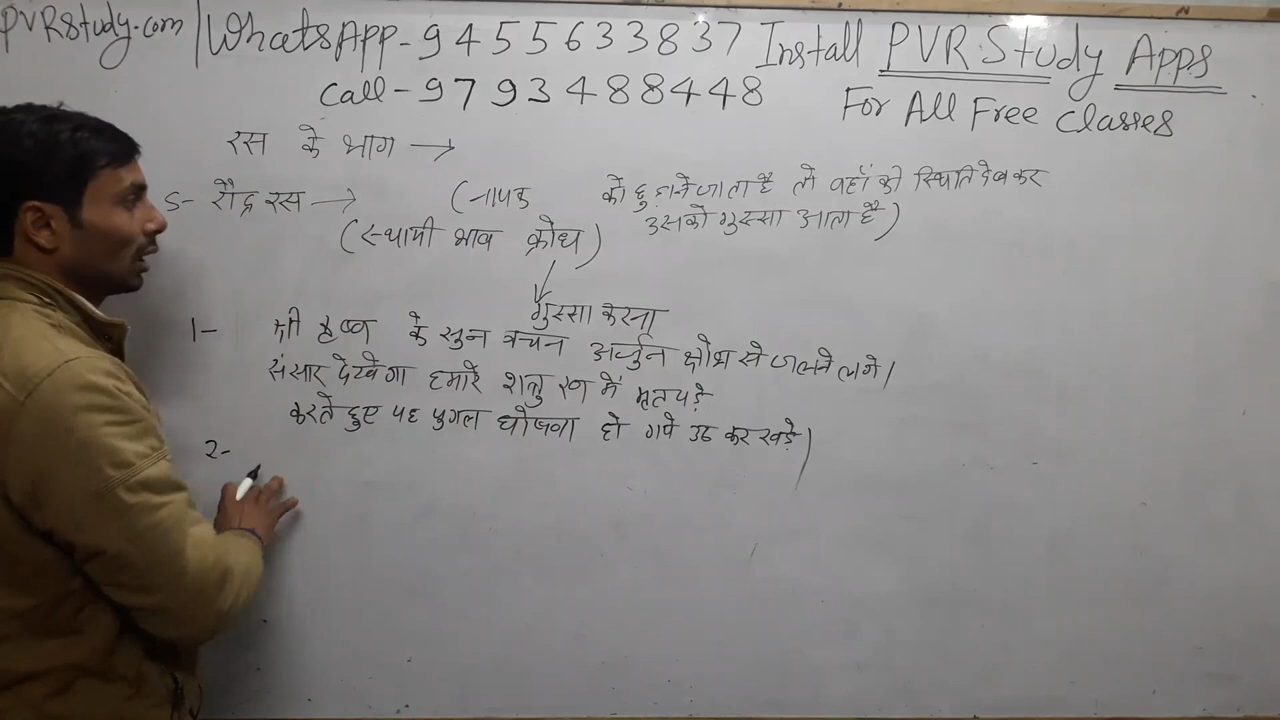 PVRStudy.com | WhatsApp - 9455633837 Install PVR Study Apps
Call - 9793488448 For All Free Classes
रस के भाग →
5- रौद्र रस → (नायक को छुड़ाने जाता है तो वहाँ की स्थिति देखकर
उसको गुस्सा आता है)
(स्थायी भाव क्रोध)
गुस्सा करना
1- श्री कृष्ण के सुन वचन अर्जुन क्षोभ से जलने लगे।
संसार देखेगा हमारे शत्रु रण में मृत पड़े
करते हुए यह घोषणा हो गये उठ कर खड़े।
2-